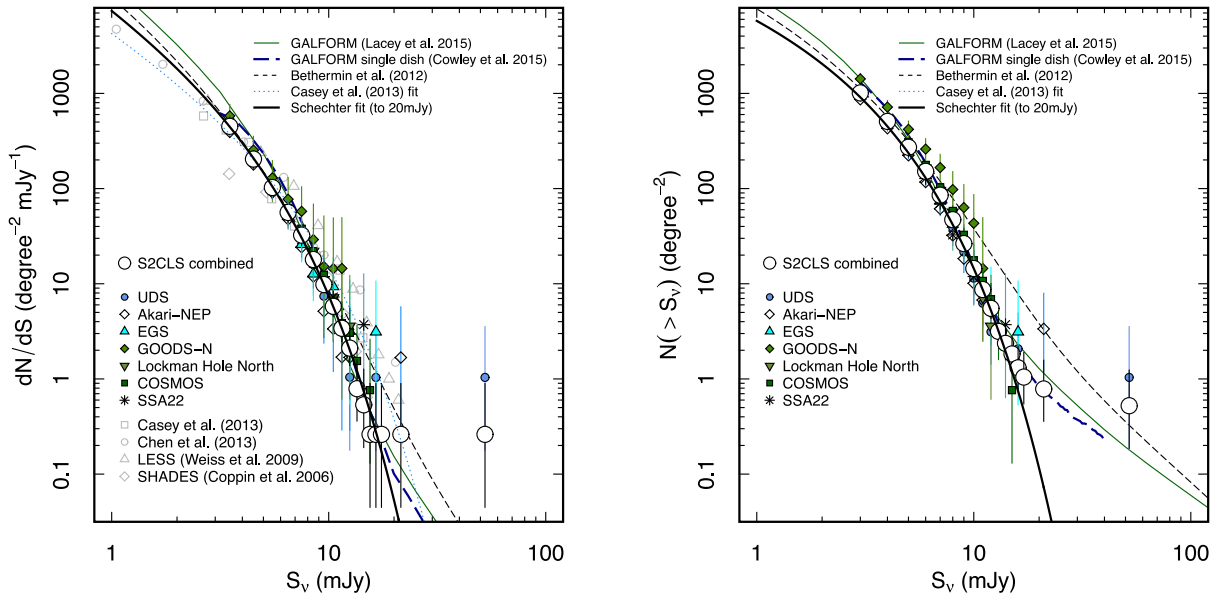 GALFORM (Lacey et al. 2015)
GALFORM single dish (Cowley et al. 2015)
Bethermin et al. (2012)
Casey et al. (2013) fit
Schechter fit (to 20mJy)
S2CLS combined
UDS
Akari−NEP
EGS
GOODS−N
Lockman Hole North
COSMOS
SSA22
Casey et al. (2013)
Chen et al. (2013)
LESS (Weiss et al. 2009)
SHADES (Coppin et al. 2006)
dN/dS (degree⁻² mJy⁻¹)
1000
100
10
1
0.1
1
10
100
Sν (mJy)
GALFORM (Lacey et al. 2015)
GALFORM single dish (Cowley et al. 2015)
Bethermin et al. (2012)
Casey et al. (2013) fit
Schechter fit (to 20mJy)
S2CLS combined
UDS
Akari−NEP
EGS
GOODS−N
Lockman Hole North
COSMOS
SSA22
N( > Sν) (degree⁻²)
1000
100
10
1
0.1
1
10
100
Sν (mJy)